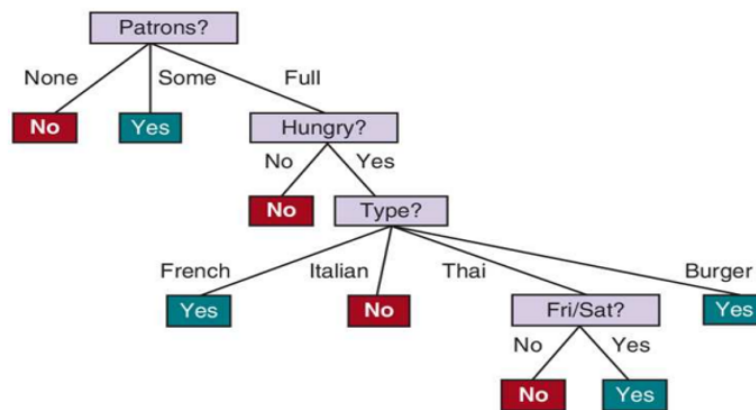 Patrons?
None Some Full
No Yes Hungry?
No Yes
No Type?
French Italian Thai Burger
Yes No Fri/Sat? Yes
No Yes
No Yes